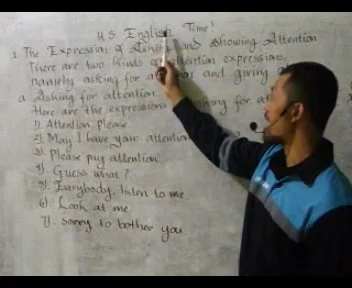 H.S English Time!
1. The Expression of Asking and showing Attention
There are two kinds of attention expression,
namely asking for and giving
a. Asking for attention.
Here are the expressions for
1). Attention Please.
2). May I have your attention
3). Please pay attention.
4). Guess what?
5). Everybody, listen to me
6). Look at me
7). sorry to bother you